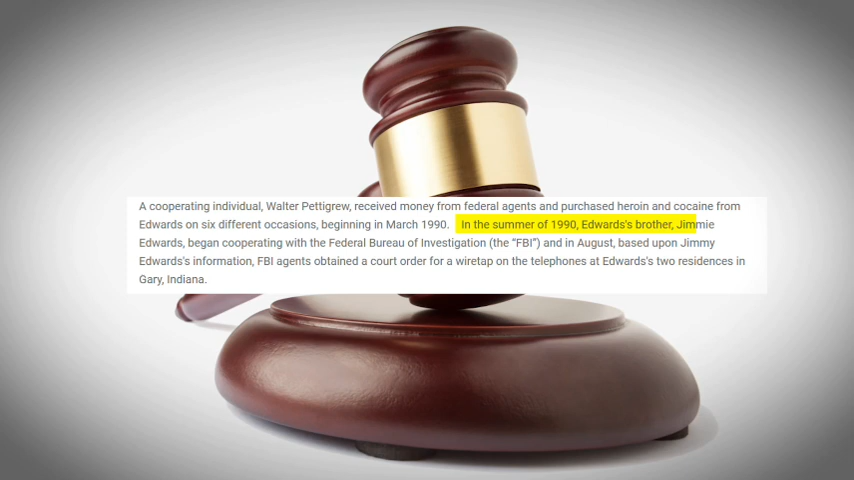 A cooperating individual, Walter Pettigrew, received money from federal agents and purchased heroin and cocaine from
Edwards on six different occasions, beginning in March 1990.  In the summer of 1990, Edwards's brother, Jimmie
Edwards, began cooperating with the Federal Bureau of Investigation (the “FBI”) and in August, based upon Jimmy
Edwards's information, FBI agents obtained a court order for a wiretap on the telephones at Edwards's two residences in
Gary, Indiana.